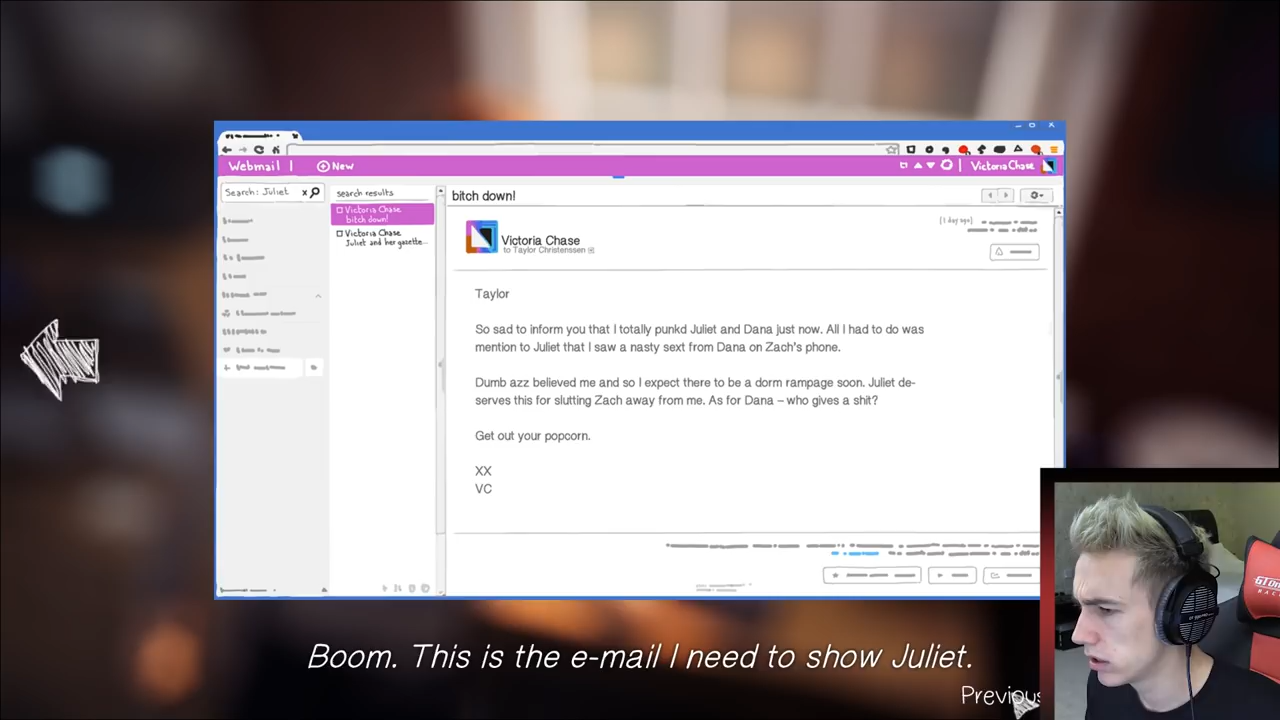 Webmail | New Victoria Chase
Search: Juliet x
search results
Victoria Chase
bitch down!
Victoria Chase
Juliet and her gazette...
bitch down!
Victoria Chase
to Taylor Christenssen
(1 day ago)
Taylor
So sad to inform you that I totally punkd Juliet and Dana just now. All I had to do was
mention to Juliet that I saw a nasty sext from Dana on Zach's phone.
Dumb azz believed me and so I expect there to be a dorm rampage soon. Juliet de-
serves this for slutting Zach away from me. As for Dana – who gives a shit?
Get out your popcorn.
XX
VC
Boom. This is the e-mail I need to show Juliet.
Previous